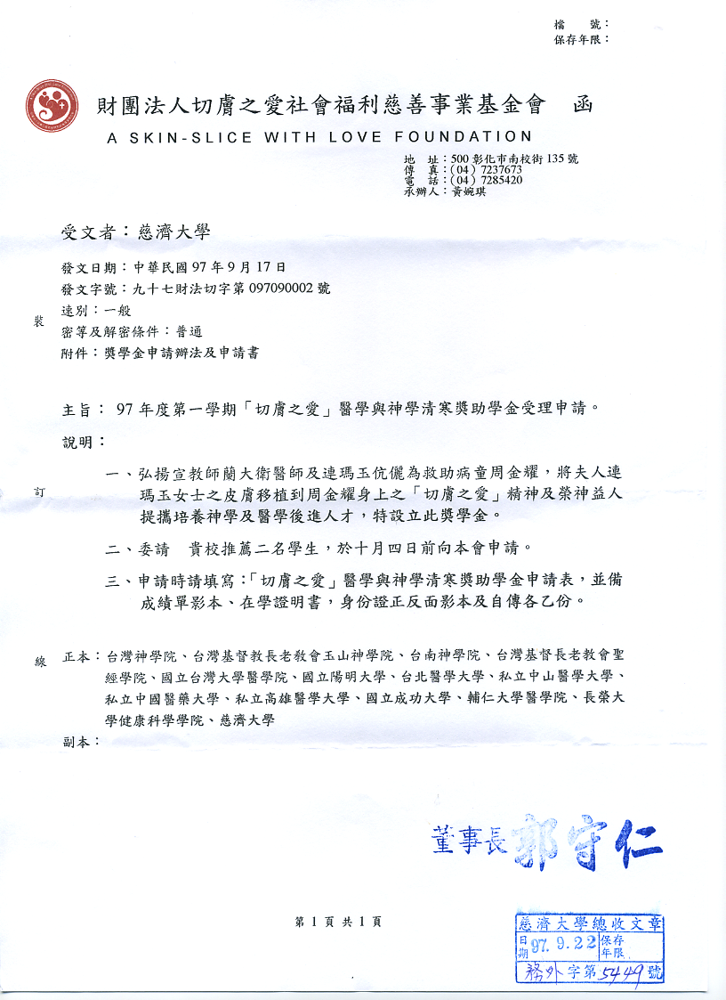 檔　　號：
保存年限：
財團法人切膚之愛社會福利慈善事業基金會　函
A SKIN-SLICE WITH LOVE FOUNDATION
地　址：500 彰化市南校街 135 號
傳　真：(04) 7237673
電　話：(04) 7285420
承辦人：黃婉琪
受文者：慈濟大學
發文日期：中華民國 97 年 9 月 17 日
發文字號：九十七財法切字第 097090002 號
速別：一般
裝
密等及解密條件：普通
附件：獎學金申請辦法及申請書
主旨： 97 年度第一學期「切膚之愛」醫學與神學清寒獎助學金受理申請。
說明：
一、弘揚宣教師蘭大衛醫師及連瑪玉伉儷為救助病童周金耀，將夫人連
訂
瑪玉女士之皮膚移植到周金耀身上之「切膚之愛」精神及榮神益人
提攜培養神學及醫學後進人才，特設立此獎學金。
二、委請　貴校推薦二名學生，於十月四日前向本會申請。
三、申請時請填寫：「切膚之愛」醫學與神學清寒獎助學金申請表，並備
成績單影本、在學證明書，身份證正反面影本及自傳各乙份。
線
正本：台灣神學院、台灣基督教長老教會玉山神學院、台南神學院、台灣基督長老教會聖
經學院、國立台灣大學醫學院、國立陽明大學、台北醫學大學、私立中山醫學大學、
私立中國醫藥大學、私立高雄醫學大學、國立成功大學、輔仁大學醫學院、長榮大
學健康科學學院、慈濟大學
副本：
董事長 郭守仁
第 1 頁 共 1 頁
慈濟大學總收文章
日期 97. 9. 22 保存年限
務外字第 5449 號